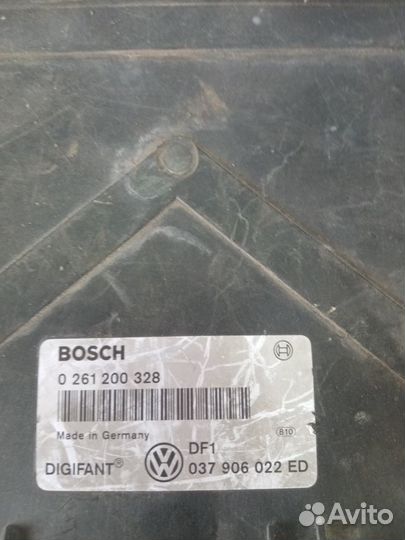 BOSCH
0 261 200 328
Made in Germany
B10
DIGIFANT® DF1
037 906 022 ED
Avito